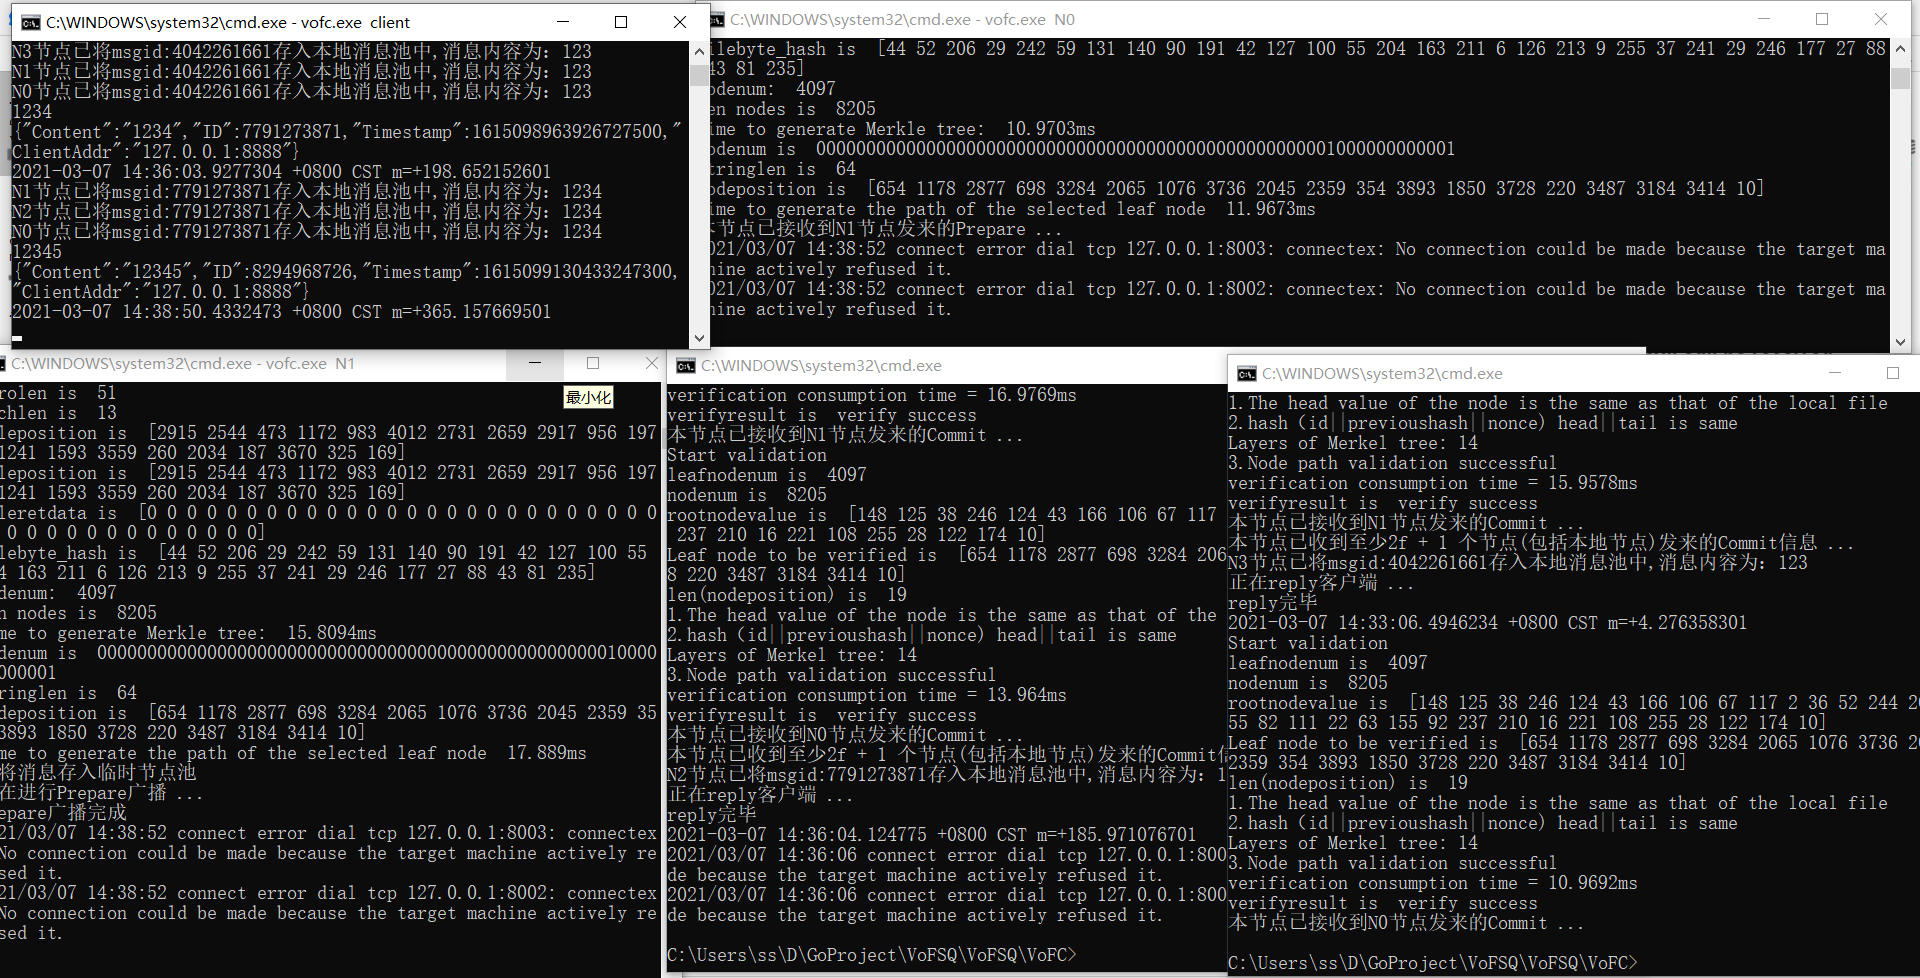 C:\WINDOWS\system32\cmd.exe - vofc.exe  client
N3节点已将msgid:4042261661存入本地消息池中,消息内容为: 123
N1节点已将msgid:4042261661存入本地消息池中,消息内容为: 123
N0节点已将msgid:4042261661存入本地消息池中,消息内容为: 123
1234
{"Content":"1234","ID":7791273871,"Timestamp":1615098963926727500,"
ClientAddr":"127.0.0.1:8888"}
2021-03-07 14:36:03.9277304 +0800 CST m=+198.652152601
N1节点已将msgid:7791273871存入本地消息池中,消息内容为: 1234
N2节点已将msgid:7791273871存入本地消息池中,消息内容为: 1234
N0节点已将msgid:7791273871存入本地消息池中,消息内容为: 1234
12345
{"Content":"12345","ID":8294968726,"Timestamp":1615099130433247300,
"ClientAddr":"127.0.0.1:8888"}
2021-03-07 14:38:50.4332473 +0800 CST m=+365.157669501
C:\WINDOWS\system32\cmd.exe - vofc.exe  N0
ilebyte_hash is  [44 52 206 29 242 59 131 140 90 191 42 127 100 55 204 163 211 6 126 213 9 255 37 241 29 246 177 27 88
43 81 235]
odenum:  4097
en nodes is  8205
ime to generate Merkle tree:  10.9703ms
odenum is  0000000000000000000000000000000000000000000000000001000000000001
tringlen is  64
odeposition is  [654 1178 2877 698 3284 2065 1076 3736 2045 2359 354 3893 1850 3728 220 3487 3184 3414 10]
ime to generate the path of the selected leaf node  11.9673ms
本节点已接收到N1节点发来的Prepare ...
021/03/07 14:38:52 connect error dial tcp 127.0.0.1:8003: connectex: No connection could be made because the target ma
hine actively refused it.
021/03/07 14:38:52 connect error dial tcp 127.0.0.1:8002: connectex: No connection could be made because the target ma
hine actively refused it.
C:\WINDOWS\system32\cmd.exe - vofc.exe  N1
最小化
rolen is  51
chlen is  13
leposition is  [2915 2544 473 1172 983 4012 2731 2659 2917 956 197
1241 1593 3559 260 2034 187 3670 325 169]
leposition is  [2915 2544 473 1172 983 4012 2731 2659 2917 956 197
1241 1593 3559 260 2034 187 3670 325 169]
leretdata is  [0 0 0 0 0 0 0 0 0 0 0 0 0 0 0 0 0 0 0 0 0 0 0 0 0 0
0 0 0 0 0 0 0 0 0 0 0 0 0]
lebyte_hash is  [44 52 206 29 242 59 131 140 90 191 42 127 100 55
4 163 211 6 126 213 9 255 37 241 29 246 177 27 88 43 81 235]
denum:  4097
n nodes is  8205
me to generate Merkle tree:  15.8094ms
denum is  00000000000000000000000000000000000000000000000000010000
000001
ringlen is  64
deposition is  [654 1178 2877 698 3284 2065 1076 3736 2045 2359 35
3893 1850 3728 220 3487 3184 3414 10]
me to generate the path of the selected leaf node  17.889ms
将消息存入临时节点池
在进行Prepare广播 ...
epare广播完成
21/03/07 14:38:52 connect error dial tcp 127.0.0.1:8003: connectex
No connection could be made because the target machine actively re
sed it.
21/03/07 14:38:52 connect error dial tcp 127.0.0.1:8002: connectex
No connection could be made because the target machine actively re
sed it.
C:\WINDOWS\system32\cmd.exe
verification consumption time = 16.9769ms
verifyresult is  verify success
本节点已接收到N1节点发来的Commit ...
Start validation
leafnodenum is  4097
nodenum is  8205
rootnodevalue is  [148 125 38 246 124 43 166 106 67 117
237 210 16 221 108 255 28 122 174 10]
Leaf node to be verified is  [654 1178 2877 698 3284 206
8 220 3487 3184 3414 10]
len(nodeposition) is  19
1.The head value of the node is the same as that of the
2.hash (id||previoushash||nonce) head||tail is same
Layers of Merkel tree: 14
3.Node path validation successful
verification consumption time = 13.964ms
verifyresult is  verify success
本节点已接收到N0节点发来的Commit ...
本节点已收到至少2f + 1 个节点(包括本地节点)发来的Commit信
N2节点已将msgid:7791273871存入本地消息池中,消息内容为: 1
正在reply客户端 ...
reply完毕
2021-03-07 14:36:04.124775 +0800 CST m=+185.971076701
2021/03/07 14:36:06 connect error dial tcp 127.0.0.1:800
de because the target machine actively refused it.
2021/03/07 14:36:06 connect error dial tcp 127.0.0.1:800
de because the target machine actively refused it.
C:\Users\ss\D\GoProject\VoFSQ\VoFSQ\VoFC>
C:\WINDOWS\system32\cmd.exe
1.The head value of the node is the same as that of the local file
2.hash (id||previoushash||nonce) head||tail is same
Layers of Merkel tree: 14
3.Node path validation successful
verification consumption time = 15.9578ms
verifyresult is  verify success
本节点已接收到N1节点发来的Commit ...
本节点已收到至少2f + 1 个节点(包括本地节点)发来的Commit信息 ...
N3节点已将msgid:4042261661存入本地消息池中,消息内容为: 123
正在reply客户端 ...
reply完毕
2021-03-07 14:33:06.4946234 +0800 CST m=+4.276358301
Start validation
leafnodenum is  4097
nodenum is  8205
rootnodevalue is  [148 125 38 246 124 43 166 106 67 117 2 36 52 244 2
55 82 111 22 63 155 92 237 210 16 221 108 255 28 122 174 10]
Leaf node to be verified is  [654 1178 2877 698 3284 2065 1076 3736 2
2359 354 3893 1850 3728 220 3487 3184 3414 10]
len(nodeposition) is  19
1.The head value of the node is the same as that of the local file
2.hash (id||previoushash||nonce) head||tail is same
Layers of Merkel tree: 14
3.Node path validation successful
verification consumption time = 10.9692ms
verifyresult is  verify success
本节点已接收到N0节点发来的Commit ...
C:\Users\ss\D\GoProject\VoFSQ\VoFSQ\VoFC>